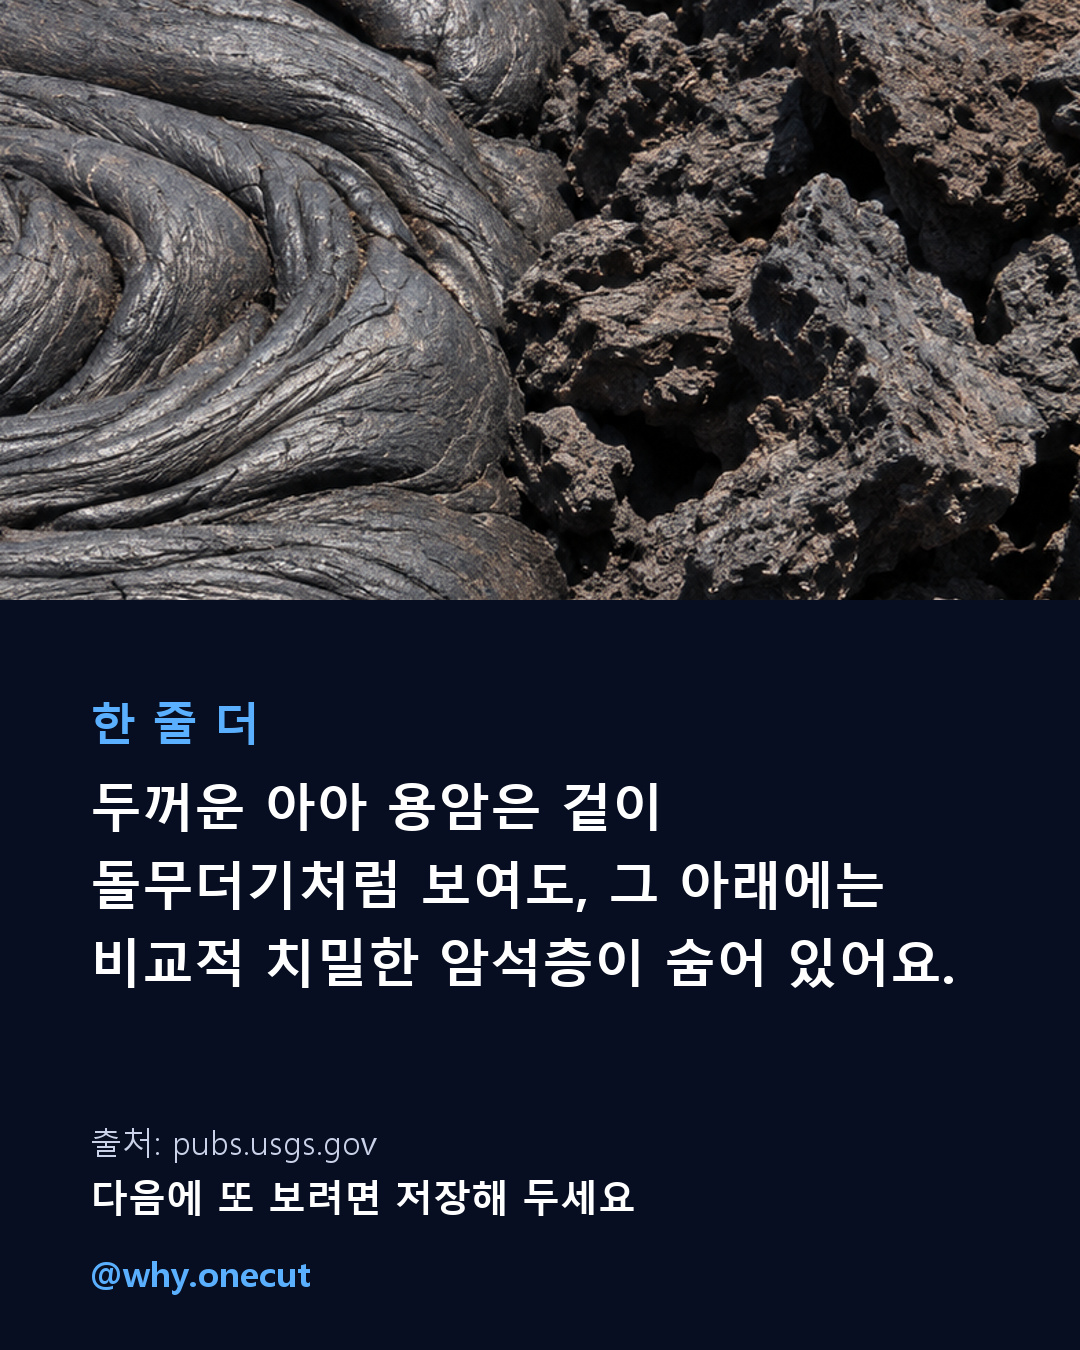 한 줄 더
두꺼운 아아 용암은 겉이
돌무더기처럼 보여도, 그 아래에는
비교적 치밀한 암석층이 숨어 있어요.
출처: pubs.usgs.gov
다음에 또 보려면 저장해 두세요
@why.onecut